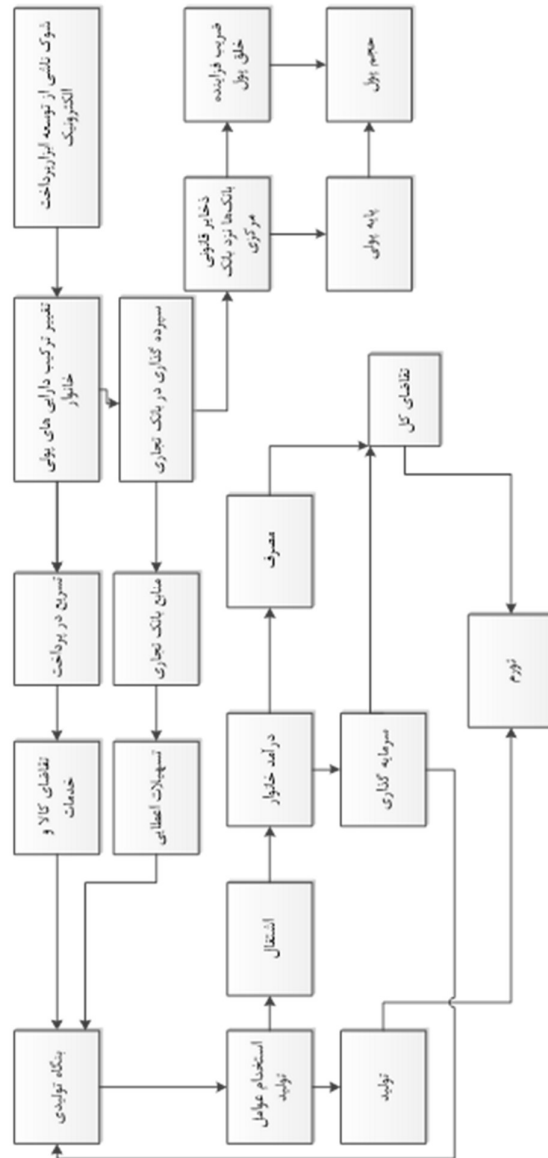 شوک ناشی از توسعه ابزارپرداخت
الکترونیک
تغییر ترکیب دارایی های پولی
خانوار
تسریع در پرداخت
تقاضای کالا و
خدمات
بنگاه تولیدی
سپرده گذاری در بانک تجاری
منابع بانک تجاری
تسهیلات اعطایی
ضریب فزاینده
خلق پول
ذخایر قانونی
بانک‌ها نزد بانک
مرکزی
حجم پول
پایه پولی
استخدام عوامل
تولید
اشتغال
درآمد خانوار
مصرف
تولید
سرمایه گذاری
تقاضای کل
تورم